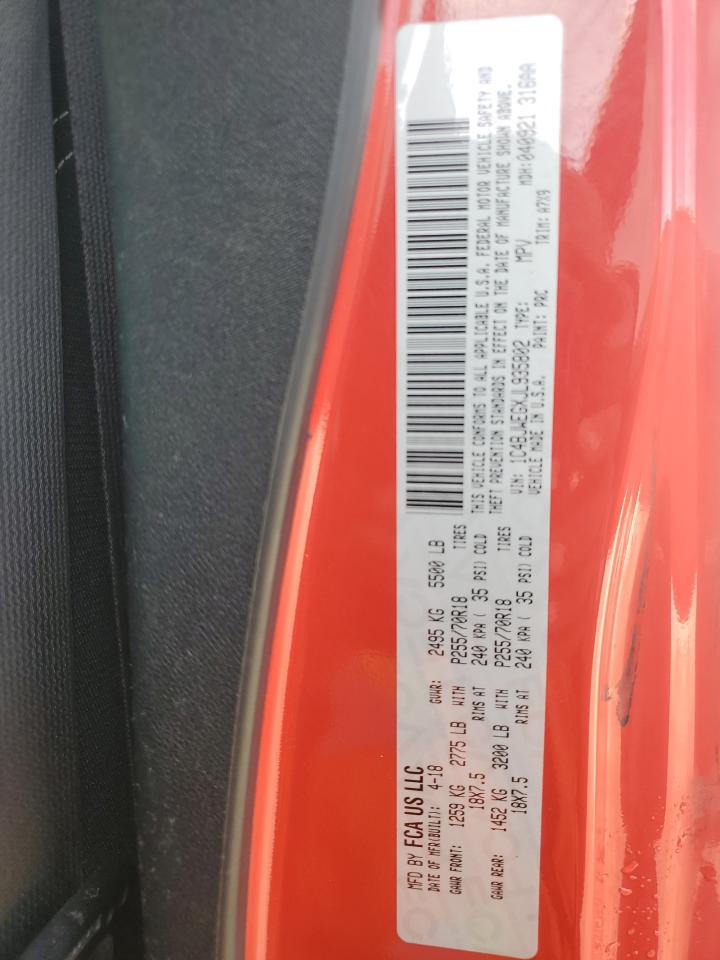 MFD BY FCA US LLC
DATE OF MFR(BUILT): 4-18 GVWR: 2495 KG 5500 LB
GAWR FRONT: 1259 KG 2775 LB WITH P255/70R18 TIRES
18X7.5 RIMS AT 240 KPA ( 35 PSI) COLD
GAWR REAR: 1452 KG 3200 LB WITH P255/70R18 TIRES
18X7.5 RIMS AT 240 KPA ( 35 PSI) COLD
THIS VEHICLE CONFORMS TO ALL APPLICABLE U.S.A. FEDERAL MOTOR VEHICLE SAFETY AND
THEFT PREVENTION STANDARDS IN EFFECT ON THE DATE OF MANUFACTURE SHOWN ABOVE.
VIN: 1C4BJWEGXJL935802 TYPE: MPV MDH:040921 316AA
VEHICLE MADE IN U.S.A. PAINT: PRC TRIM: A7X9